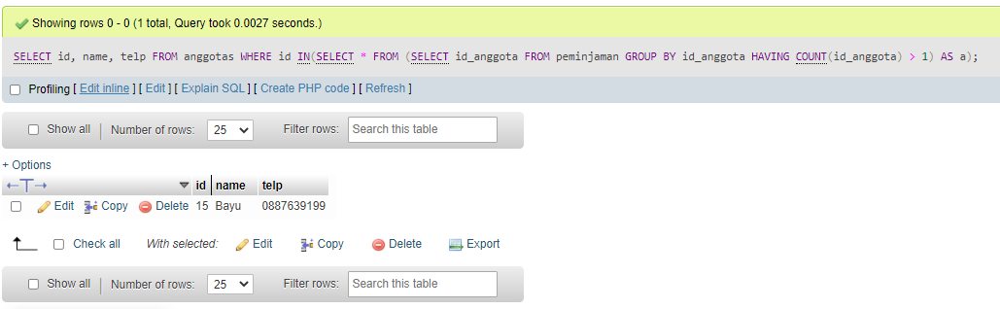 Showing rows 0 - 0 (1 total, Query took 0.0027 seconds.)
SELECT id, name, telp FROM anggotas WHERE id IN(SELECT * FROM (SELECT id_anggota FROM peminjaman GROUP BY id_anggota HAVING COUNT(id_anggota) > 1) AS a);
Profiling [ Edit inline ] [ Edit ] [ Explain SQL ] [ Create PHP code ] [ Refresh ]
Show all Number of rows: 25 Filter rows: Search this table
+ Options
←T→ id name telp
Edit Copy Delete 15 Bayu 0887639199
Check all With selected: Edit Copy Delete Export
Show all Number of rows: 25 Filter rows: Search this table